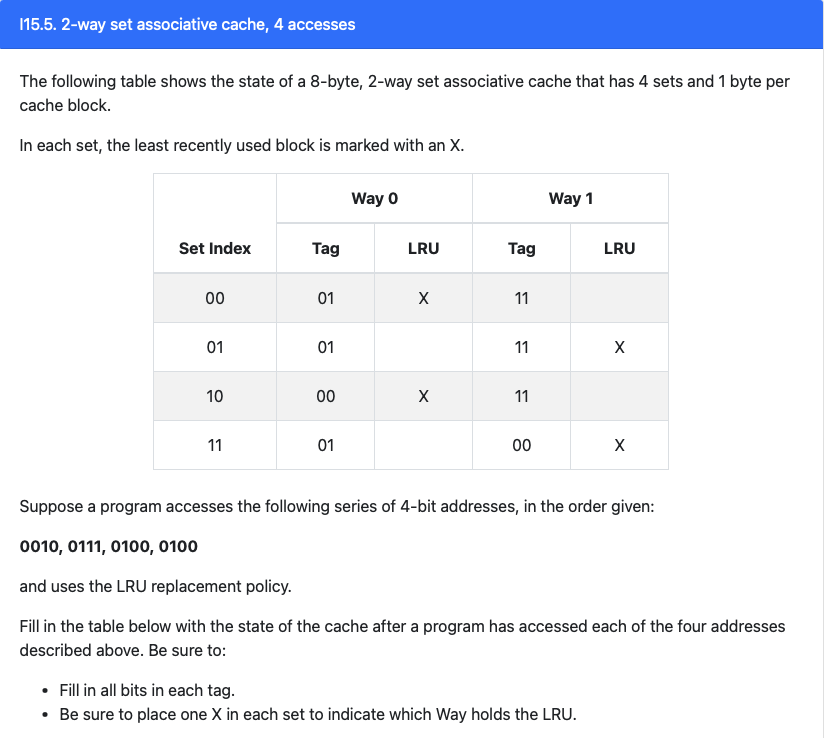 I15.5. 2-way set associative cache, 4 accesses
The following table shows the state of a 8-byte, 2-way set associative cache that has 4 sets and 1 byte per
cache block.
In each set, the least recently used block is marked with an X.
Way 0 Way 1
Set Index Tag LRU Tag LRU
00 01 X 11
01 01 11 X
10 00 X 11
11 01 00 X
Suppose a program accesses the following series of 4-bit addresses, in the order given:
0010, 0111, 0100, 0100
and uses the LRU replacement policy.
Fill in the table below with the state of the cache after a program has accessed each of the four addresses
described above. Be sure to:
• Fill in all bits in each tag.
• Be sure to place one X in each set to indicate which Way holds the LRU.